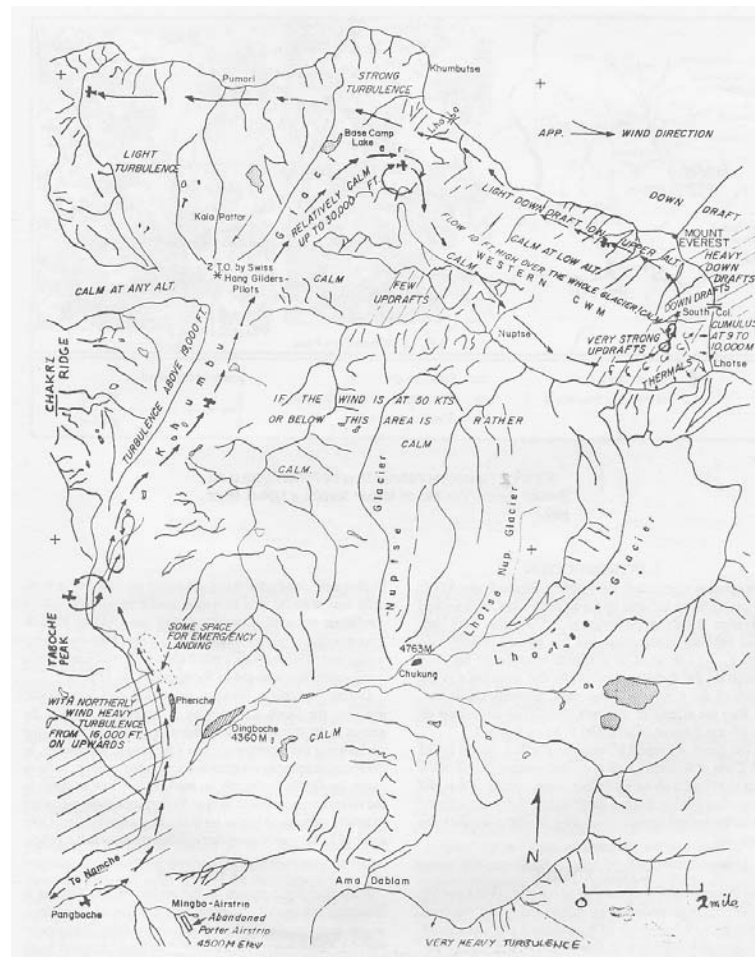 Pumori
STRONG
TURBULENCE
Khumbutse
Base Camp
Lake
APP.
WIND DIRECTION
LIGHT
TURBULENCE
Kala Pattar
RELATIVELY CALM
UP TO 30,000 FT
LIGHT DOWN DRAFT ON UPPER ALT.
DOWN
DRAFT
MOUNT
EVEREST
HEAVY
DOWN
DRAFTS
CALM AT LOW ALT.
FLOW 10 FT HIGH OVER THE WHOLE GLACIER
WESTERN
CWM
CALM
2 T.O. by Swiss
Hang Gliders-
Pilots
CALM AT ANY ALT.
CALM
FEW
UPDRAFTS
DOWN DRAFTS
South Col.
CUMULUS
AT 9 TO
10,000 M
VERY STRONG
UPDRAFTS
THERMALS
Lhotse
Nuptse
CHAKRI
RIDGE
TURBULENCE ABOVE 19,000 FT.
Glacier
IF THE WIND IS AT 50 KTS
OR BELOW THIS AREA IS RATHER
CALM
CALM.
Nuptse Glacier
Lhotse Nup. Glacier
Glacier
TABOCHE
PEAK
SOME SPACE
FOR EMERGENCY
LANDING
4763M
Chukung
WITH NORTHERLY
WIND HEAVY
TURBULENCE
FROM 16,000 FT.
ON UPWARDS
Pheriche
Dingboche
4360 M
CALM
N
To Namche
Pangboche
Ama Dablam
Mingbo-Airstrip
Abandoned
Porter Airstrip
4500 M Elev
0
2 mile
VERY HEAVY TURBULENCE